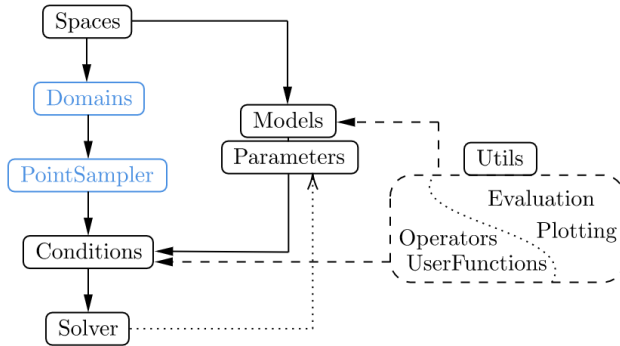 Spaces
Domains
Models
Parameters
PointSampler
Utils
Evaluation
Plotting
Operators
UserFunctions
Conditions
Solver